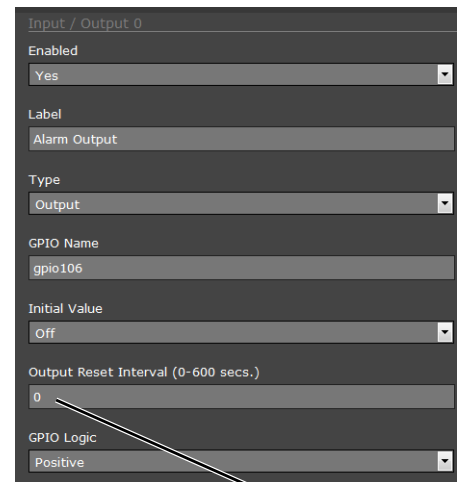 Input / Output 0
Enabled
Yes
Label
Alarm Output
Type
Output
GPIO Name
gpio106
Initial Value
Off
Output Reset Interval (0-600 secs.)
0
GPIO Logic
Positive